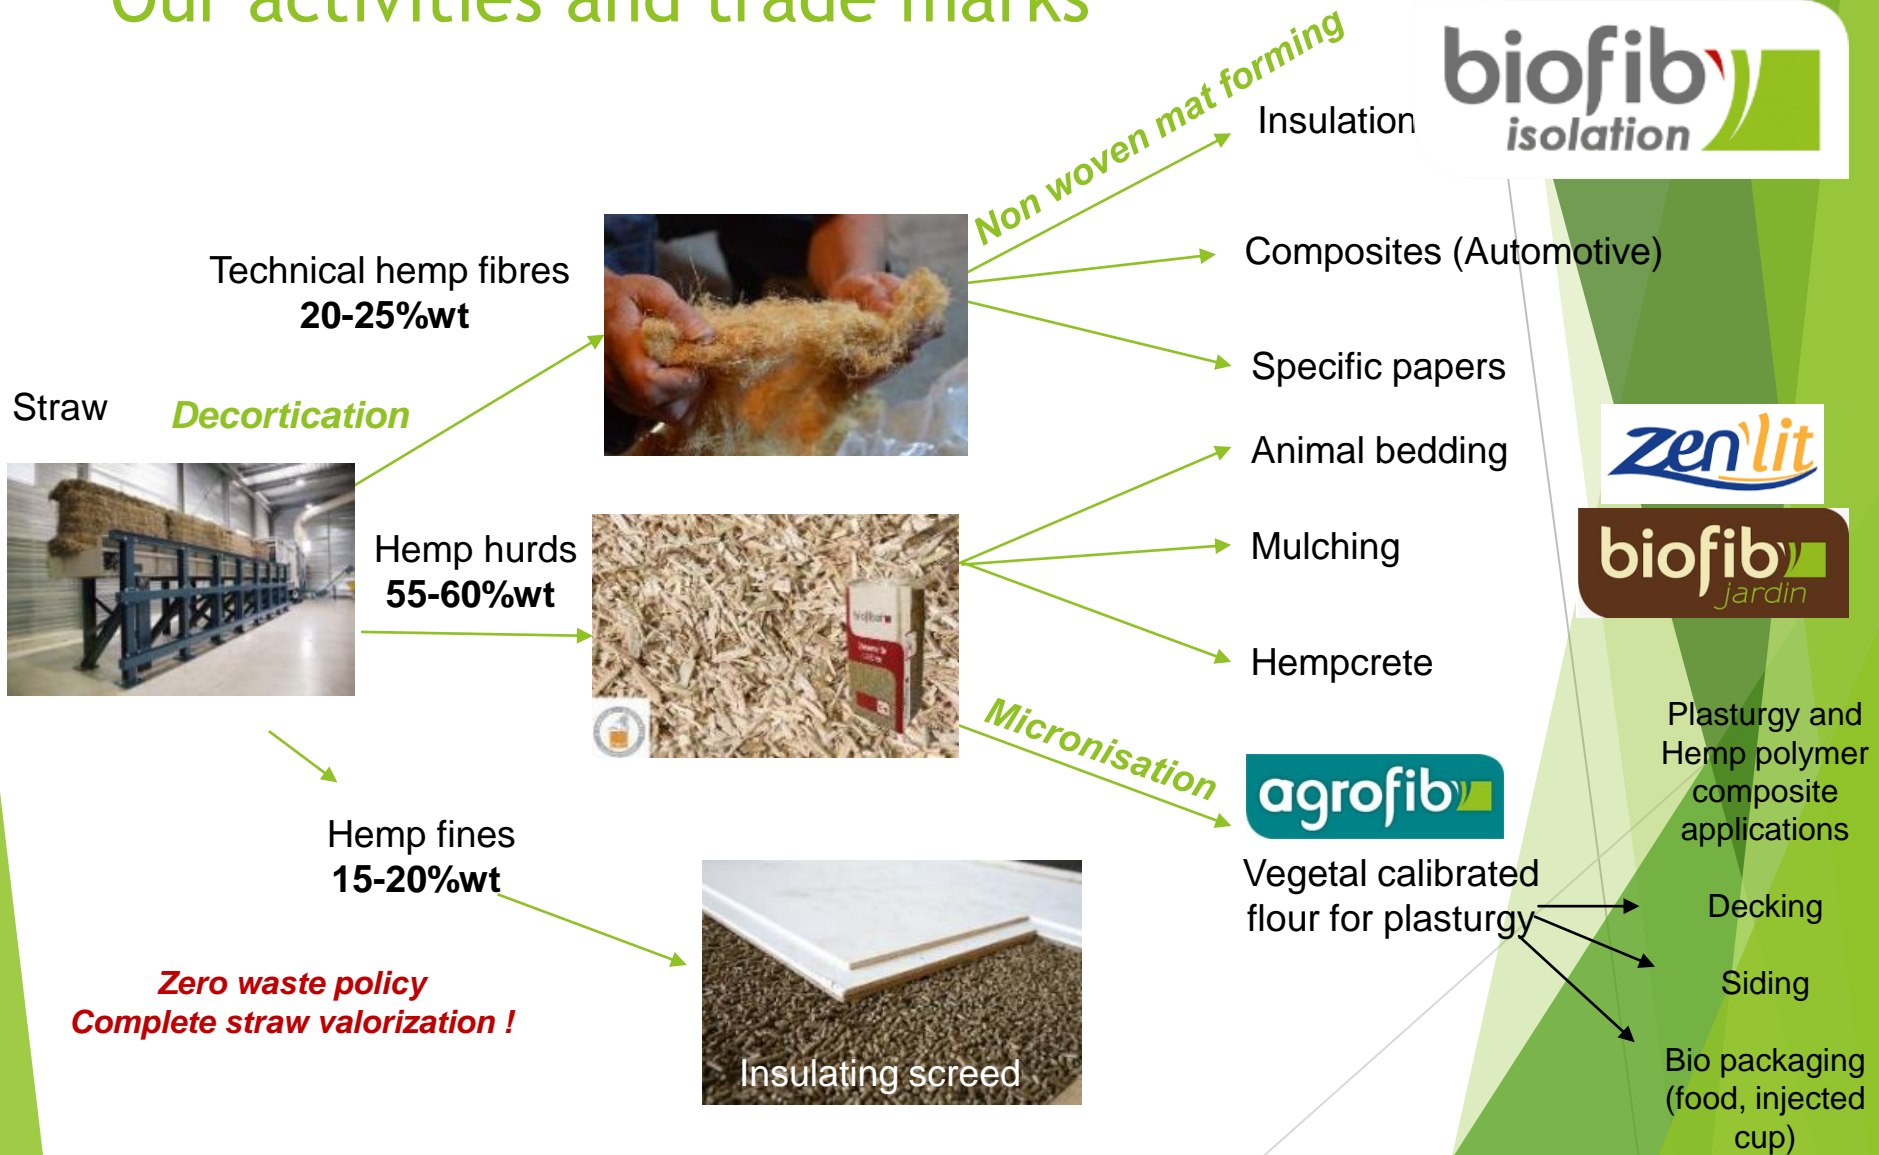 Our activities and trade marks
biofib
isolation
Non woven mat forming
Insulation
Technical hemp fibres
20-25%wt
Composites (Automotive)
Specific papers
Straw
Decortication
Animal bedding
zen'lit
Hemp hurds
55-60%wt
Mulching
biofib
jardin
biofib
Hempcrete
Micronisation
agrofib
Plasturgy and
Hemp polymer
composite
applications
Hemp fines
15-20%wt
Vegetal calibrated
flour for plasturgy
Decking
Siding
Zero waste policy
Complete straw valorization !
Insulating screed
Bio packaging
(food, injected
cup)